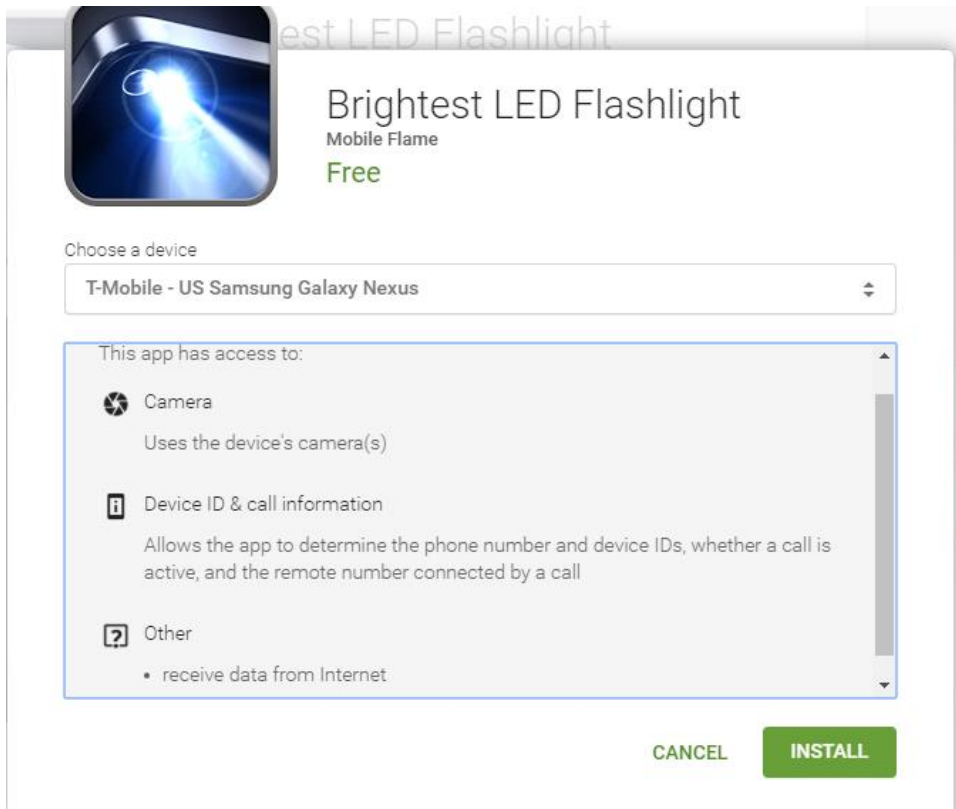 est LED Flashlight
Brightest LED Flashlight
Mobile Flame
Free
Choose a device
T-Mobile - US Samsung Galaxy Nexus
This app has access to:
Camera
Uses the device's camera(s)
Device ID & call information
Allows the app to determine the phone number and device IDs, whether a call is
active, and the remote number connected by a call
Other
• receive data from Internet
CANCEL INSTALL